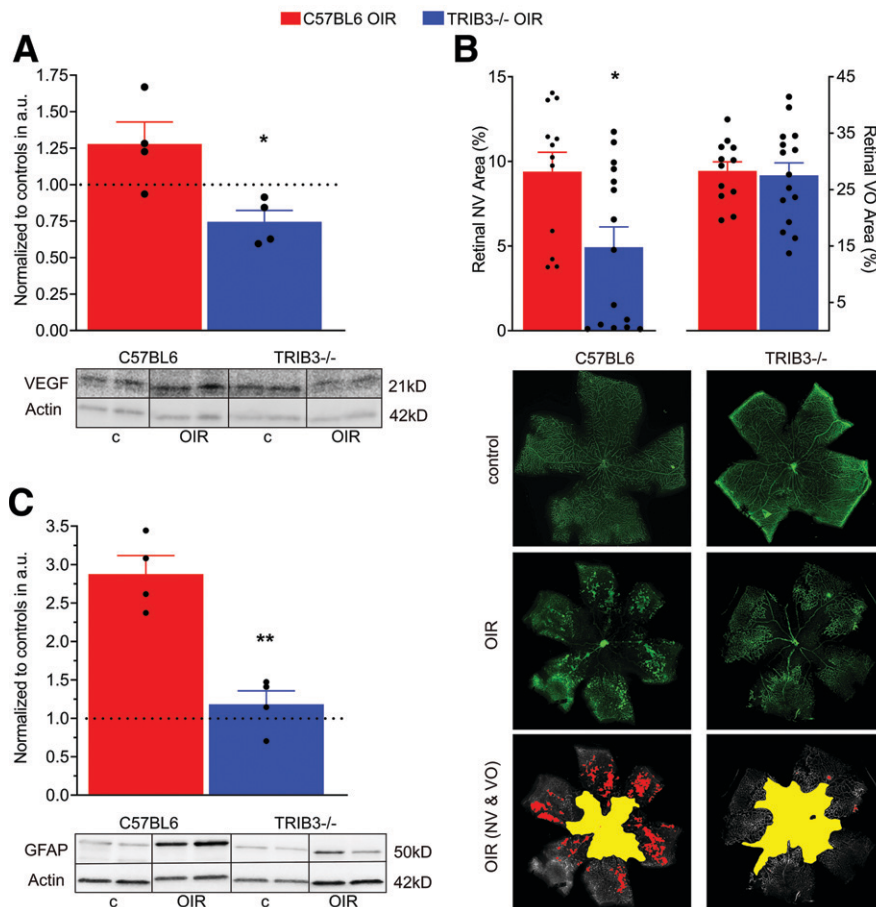 C57BL6 OIR TRIB3-/- OIR
A
Normalized to controls in a.u.
1.75
1.50
1.25
1.00
0.75
0.50
0.25
0.00
*
C57BL6 TRIB3-/-
VEGF 21kD
Actin 42kD
c OIR c OIR
B
Retinal NV Area (%)
15
10
5
0
*
45
35
25
15
5
Retinal VO Area (%)
C57BL6 TRIB3-/-
control
OIR
OIR (NV & VO)
C
Normalized to controls in a.u.
3.5
3.0
2.5
2.0
1.5
1.0
0.5
0.0
**
C57BL6 TRIB3-/-
GFAP 50kD
Actin 42kD
c OIR c OIR